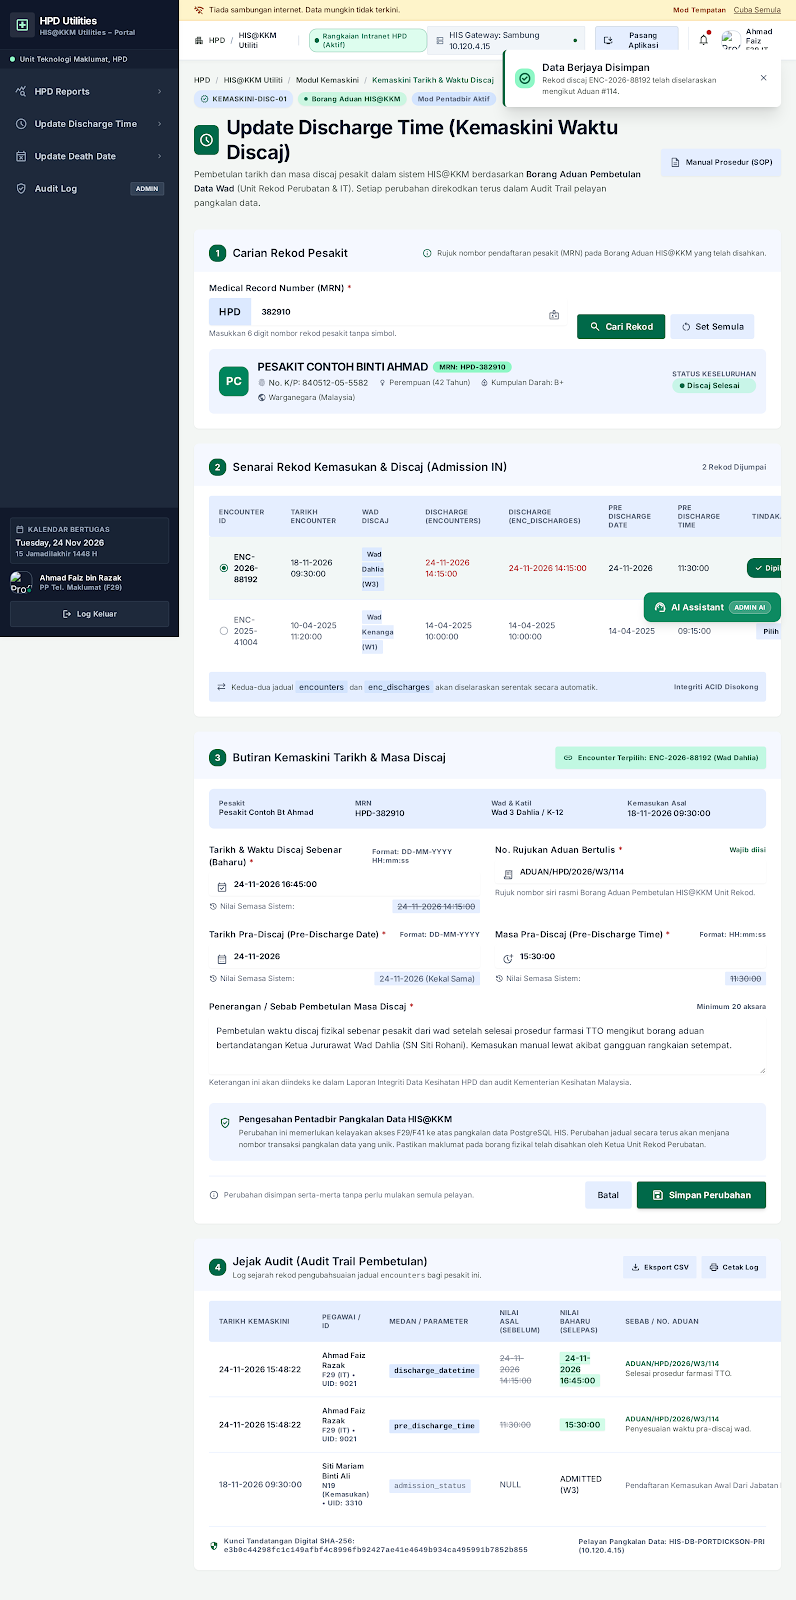 HPD Utilities
HIS@KKM Utilities – Portal
Unit Teknologi Maklumat, HPD
HPD Reports
Update Discharge Time
Update Death Date
Audit Log ADMIN
KALENDAR BERTUGAS
Tuesday, 24 Nov 2026
15 Jamadilakhir 1448 H
Ahmad Faiz bin Razak
PP Tel. Maklumat (F29)
Log Keluar
Tiada sambungan internet. Data mungkin tidak terkini.
Mod Tempatan Cuba Semula
HPD / HIS@KKM Utiliti
Rangkaian Intranet HPD (Aktif)
HIS Gateway: Sambung 10.120.4.15
Pasang Aplikasi
Ahmad Faiz
Data Berjaya Disimpan
Rekod discaj ENC-2026-88192 telah diselaraskan mengikut Aduan #114.
HPD / HIS@KKM Utiliti / Modul Kemaskini / Kemaskini Tarikh & Waktu Discaj
KEMASKINI-DISC-01
Borang Aduan HIS@KKM
Mod Pentadbir Aktif
Update Discharge Time (Kemaskini Waktu Discaj)
Pembetulan tarikh dan masa discaj pesakit dalam sistem HIS@KKM berdasarkan Borang Aduan Pembetulan
Data Wad (Unit Rekod Perubatan & IT). Setiap perubahan direkodkan terus dalam Audit Trail pelayan
pangkalan data.
Manual Prosedur (SOP)
1 Carian Rekod Pesakit
Rujuk nombor pendaftaran pesakit (MRN) pada Borang Aduan HIS@KKM yang telah disahkan.
Medical Record Number (MRN) *
HPD 382910
Cari Rekod
Set Semula
Masukkan 6 digit nombor rekod pesakit tanpa simbol.
PC
PESAKIT CONTOH BINTI AHMAD MRN: HPD-382910
No. K/P: 840512-05-5582 Perempuan (42 Tahun) Kumpulan Darah: B+
Warganegara (Malaysia)
STATUS KESELURUHAN
Discaj Selesai
2 Senarai Rekod Kemasukan & Discaj (Admission IN)
2 Rekod Dijumpai
ENCOUNTER ID TARIKH ENCOUNTER WAD DISCAJ DISCHARGE (ENCOUNTERS) DISCHARGE (ENC_DISCHARGES) PRE DISCHARGE DATE PRE DISCHARGE TIME TINDAK
ENC-2026-88192 18-11-2026 09:30:00 Wad Dahlia (W3) 24-11-2026 14:15:00 24-11-2026 14:15:00 24-11-2026 11:30:00 Dipil
AI Assistant ADMIN AI
ENC-2025-41004 10-04-2025 11:20:00 Wad Kenanga (W1) 14-04-2025 10:00:00 14-04-2025 10:00:00 14-04-2025 09:15:00 Pilih
Kedua-dua jadual encounters dan enc_discharges akan diselaraskan serentak secara automatik.
Integriti ACID Disokong
3 Butiran Kemaskini Tarikh & Masa Discaj
Encounter Terpilih: ENC-2026-88192 (Wad Dahlia)
Pesakit MRN Wad & Katil Kemasukan Asal
Pesakit Contoh Bt Ahmad HPD-382910 Wad 3 Dahlia / K-12 18-11-2026 09:30:00
Tarikh & Waktu Discaj Sebenar (Baharu) * Format: DD-MM-YYYY HH:mm:ss
24-11-2026 16:45:00
Nilai Semasa Sistem: 24-11-2026 14:15:00
No. Rujukan Aduan Bertulis * Wajib diisi
ADUAN/HPD/2026/W3/114
Rujuk nombor siri rasmi Borang Aduan Pembetulan HIS@KKM Unit Rekod.
Tarikh Pra-Discaj (Pre-Discharge Date) * Format: DD-MM-YYYY
24-11-2026
Nilai Semasa Sistem: 24-11-2026 (Kekal Sama)
Masa Pra-Discaj (Pre-Discharge Time) * Format: HH:mm:ss
15:30:00
Nilai Semasa Sistem: 11:30:00
Penerangan / Sebab Pembetulan Masa Discaj * Minimum 20 aksara
Pembetulan waktu discaj fizikal sebenar pesakit dari wad setelah selesai prosedur farmasi TTO mengikut borang aduan
bertandatangan Ketua Jururawat Wad Dahlia (SN Siti Rohani). Kemasukan manual lewat akibat gangguan rangkaian setempat.
Keterangan ini akan diindeks ke dalam Laporan Integriti Data Kesihatan HPD dan audit Kementerian Kesihatan Malaysia.
Pengesahan Pentadbir Pangkalan Data HIS@KKM
Perubahan ini memerlukan kelayakan akses F29/F41 ke atas pangkalan data PostgreSQL HIS. Perubahan jadual secara terus akan menjana
nombor transaksi pangkalan data yang unik. Pastikan maklumat pada borang fizikal telah disahkan oleh Ketua Unit Rekod Perubatan.
Perubahan disimpan serta-merta tanpa perlu mulakan semula pelayan.
Batal
Simpan Perubahan
4 Jejak Audit (Audit Trail Pembetulan)
Log sejarah rekod pengubahsuaian jadual encounters bagi pesakit ini.
Eksport CSV
Cetak Log
TARIKH KEMASKINI PEGAWAI / ID MEDAN / PARAMETER NILAI ASAL (SEBELUM) NILAI BAHARU (SELEPAS) SEBAB / NO. ADUAN
24-11-2026 15:48:22 Ahmad Faiz Razak F29 (IT) • UID: 9021 discharge_datetime 24-11-2026 14:15:00 24-11-2026 16:45:00 ADUAN/HPD/2026/W3/114 Selesai prosedur farmasi TTO.
24-11-2026 15:48:22 Ahmad Faiz Razak F29 (IT) • UID: 9021 pre_discharge_time 11:30:00 15:30:00 ADUAN/HPD/2026/W3/114 Penyesuaian waktu pra-discaj wad.
18-11-2026 09:30:00 Siti Mariam Binti Ali N19 (Kemasukan) • UID: 3310 admission_status NULL ADMITTED (W3) Pendaftaran Kemasukan Awal Dari Jabatan
Kunci Tandatangan Digital SHA-256:
e3b0c44298fc1c149afbf4c8996fb92427ae41e4649b934ca495991b7852b855
Pelayan Pangkalan Data: HIS-DB-PORTDICKSON-PRI (10.120.4.15)